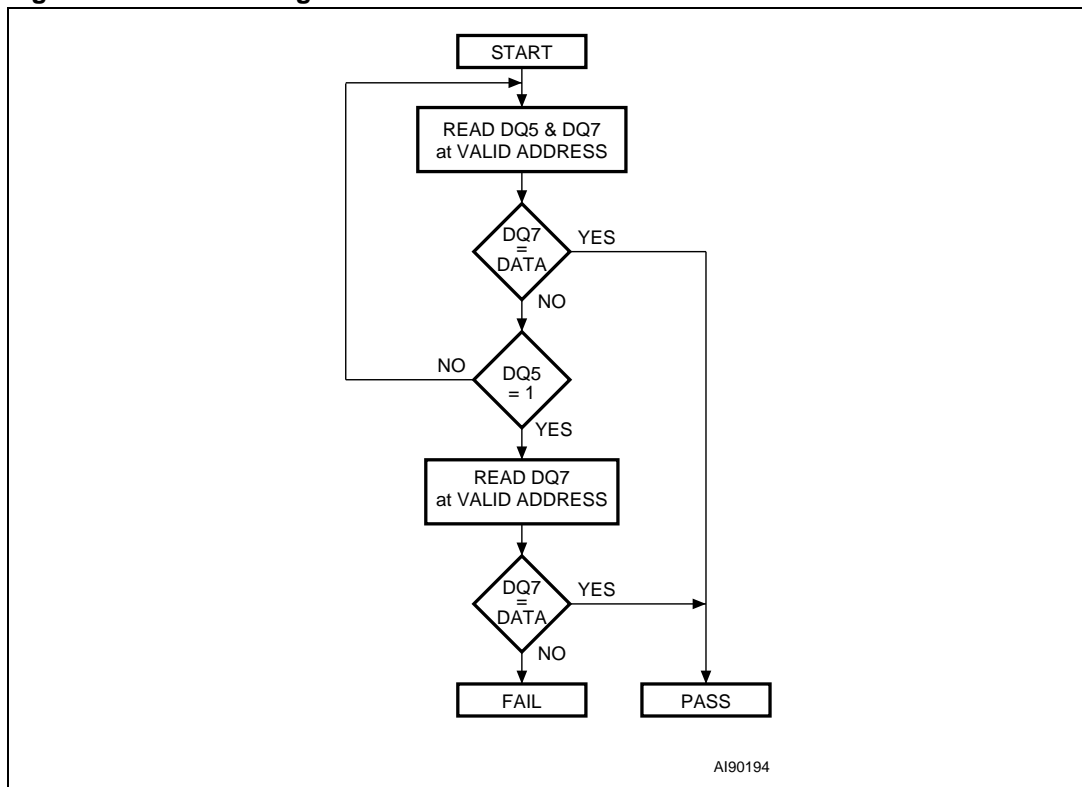 START
READ DQ5 & DQ7
at VALID ADDRESS
DQ7
=
DATA
YES
NO
DQ5
= 1
NO
YES
READ DQ7
at VALID ADDRESS
DQ7
=
DATA
YES
NO
FAIL
PASS
AI90194